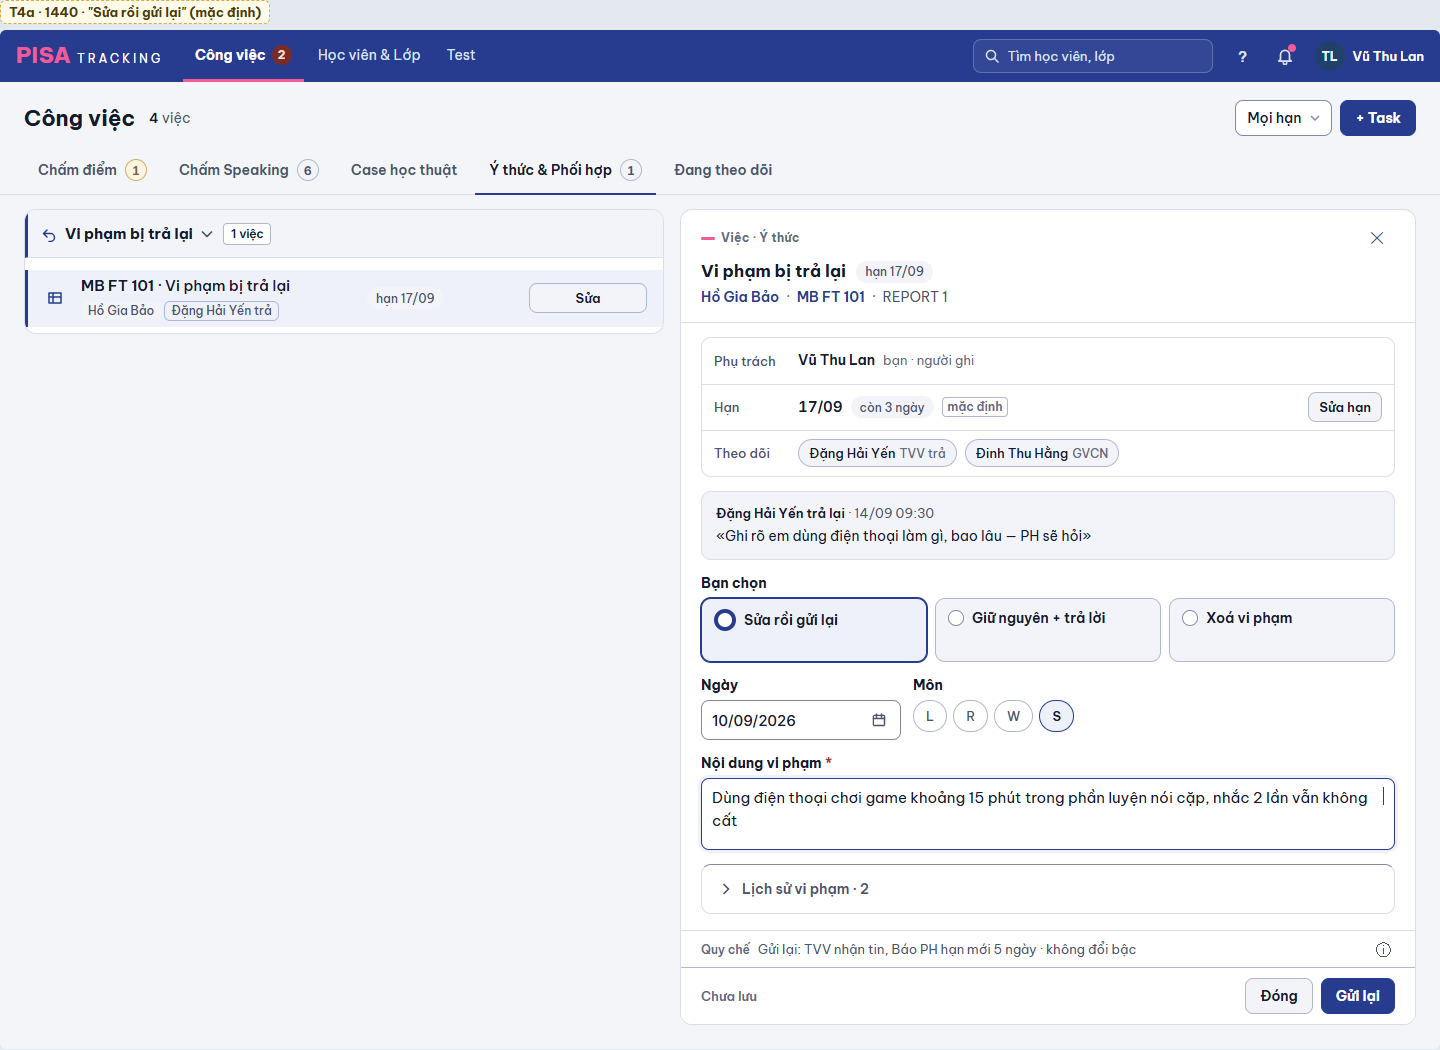 T4a · 1440 · "Sửa rồi gửi lại" (mặc định)
PISA TRACKING
Công việc 2
Học viên & Lớp
Test
Tìm học viên, lớp
?
TL Vũ Thu Lan
Công việc 4 việc
Mọi hạn
+ Task
Chấm điểm 1
Chấm Speaking 6
Case học thuật
Ý thức & Phối hợp 1
Đang theo dõi
Vi phạm bị trả lại 1 việc
MB FT 101 · Vi phạm bị trả lại
Hồ Gia Bảo Đặng Hải Yến trả
hạn 17/09
Sửa
Việc · Ý thức
Vi phạm bị trả lại hạn 17/09
Hồ Gia Bảo · MB FT 101 · REPORT 1
Phụ trách Vũ Thu Lan bạn · người ghi
Hạn 17/09 còn 3 ngày mặc định Sửa hạn
Theo dõi Đặng Hải Yến TVV trả Đinh Thu Hằng GVCN
Đặng Hải Yến trả lại · 14/09 09:30
«Ghi rõ em dùng điện thoại làm gì, bao lâu — PH sẽ hỏi»
Bạn chọn
Sửa rồi gửi lại
Giữ nguyên + trả lời
Xoá vi phạm
Ngày
Môn
10/09/2026
L R W S
Nội dung vi phạm *
Dùng điện thoại chơi game khoảng 15 phút trong phần luyện nói cặp, nhắc 2 lần vẫn không
cất
Lịch sử vi phạm · 2
Quy chế Gửi lại: TVV nhận tin, Báo PH hạn mới 5 ngày · không đổi bậc
Chưa lưu
Đóng
Gửi lại